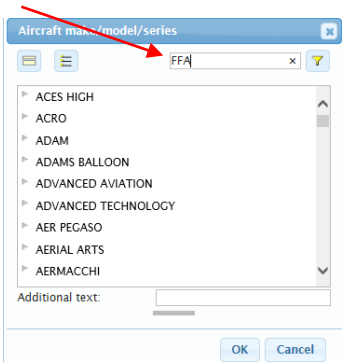 Aircraft make/model/series
FFA
ACES HIGH
ACRO
ADAM
ADAMS BALLOON
ADVANCED AVIATION
ADVANCED TECHNOLOGY
AER PEGASO
AERIAL ARTS
AERMACCHI
Additional text:
OK Cancel